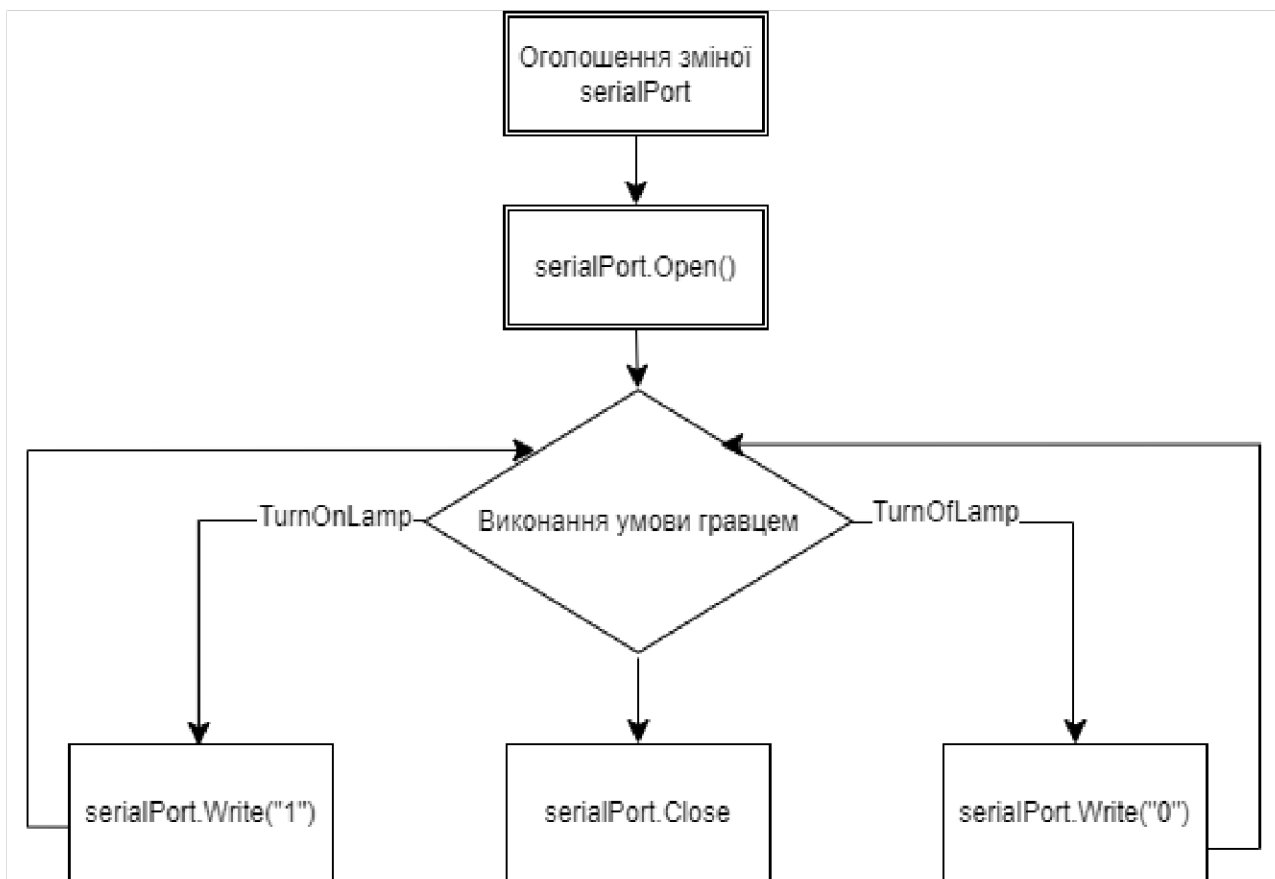 Оголошення зміної
serialPort
serialPort.Open()
TurnOnLamp
Виконання умови гравцем
TurnOfLamp
serialPort.Write("1")
serialPort.Close
serialPort.Write("0")